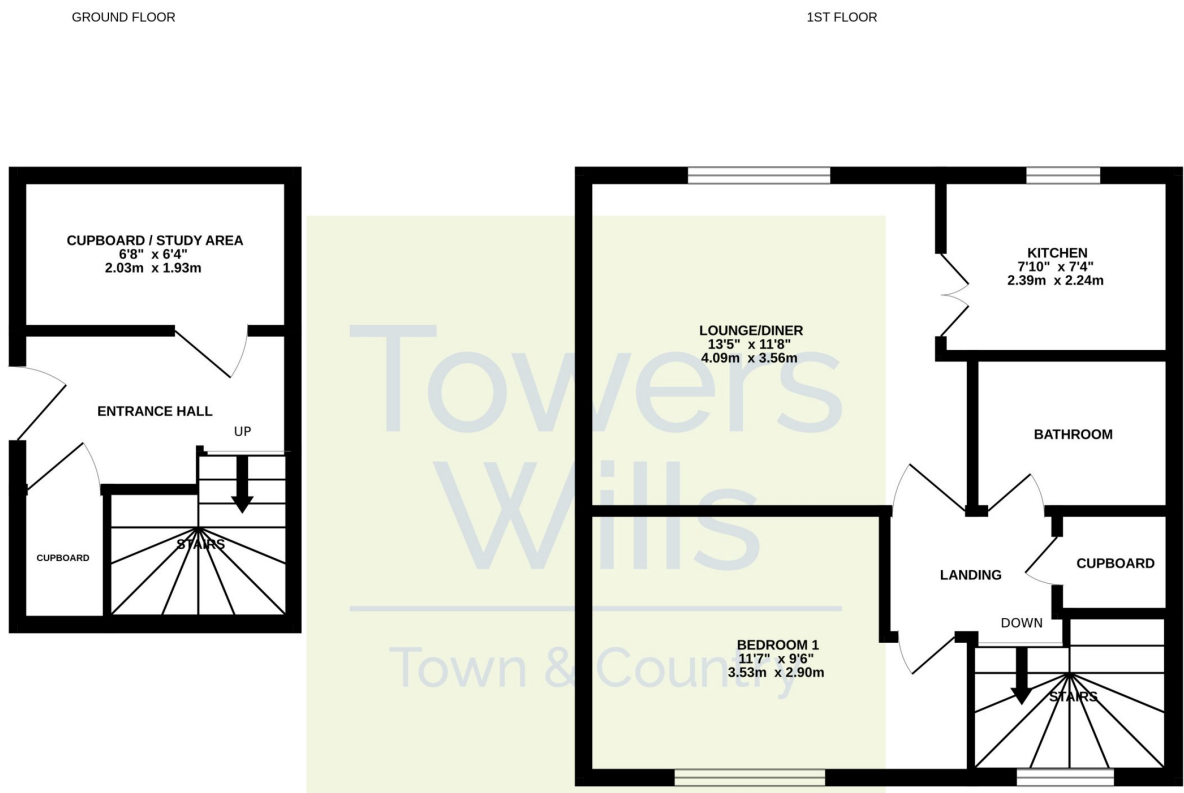 GROUND FLOOR
1ST FLOOR
CUPBOARD / STUDY AREA
6'8" x 6'4"
2.03m x 1.93m
ENTRANCE HALL
UP
CUPBOARD
STAIRS
KITCHEN
7'10" x 7'4"
2.39m x 2.24m
LOUNGE/DINER
13'5" x 11'8"
4.09m x 3.56m
BATHROOM
CUPBOARD
LANDING
DOWN
BEDROOM 1
11'7" x 9'6"
3.53m x 2.90m
STAIRS
Towers
Wills
Town & Country